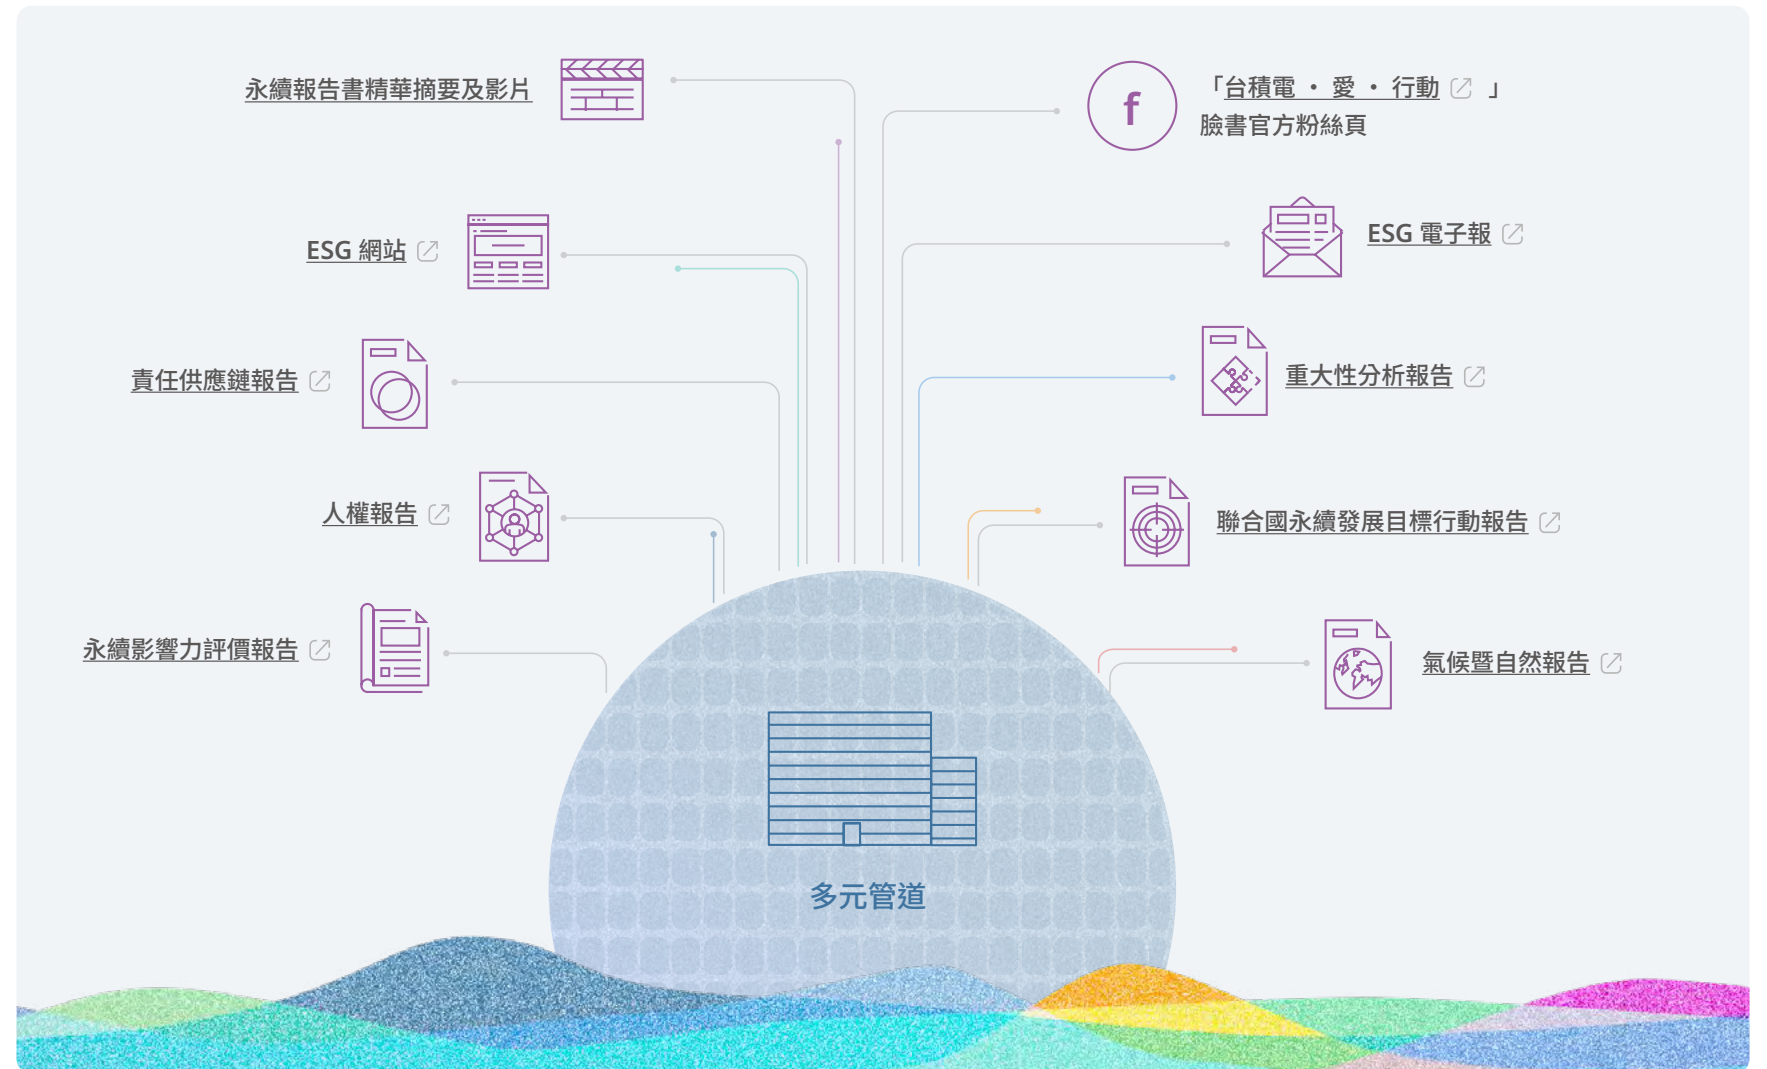 永續報告書精華摘要及影片
ESG 網站
責任供應鏈報告
人權報告
永續影響力評價報告
f
「台積電 · 愛 · 行動 」
臉書官方粉絲頁
ESG 電子報
重大性分析報告
聯合國永續發展目標行動報告
氣候暨自然報告
多元管道